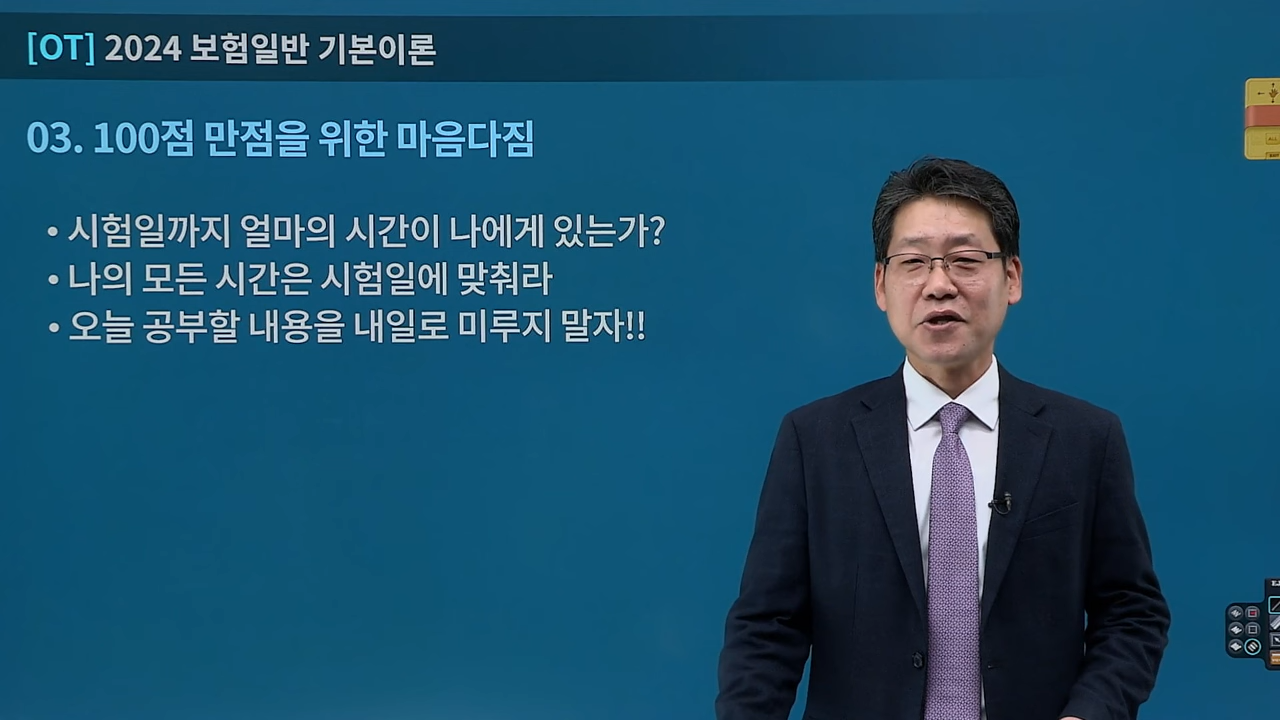 [OT] 2024 보험일반 기본이론
03. 100점 만점을 위한 마음다짐
• 시험일까지 얼마의 시간이 나에게 있는가?
• 나의 모든 시간은 시험일에 맞춰라
• 오늘 공부할 내용을 내일로 미루지 말자!!